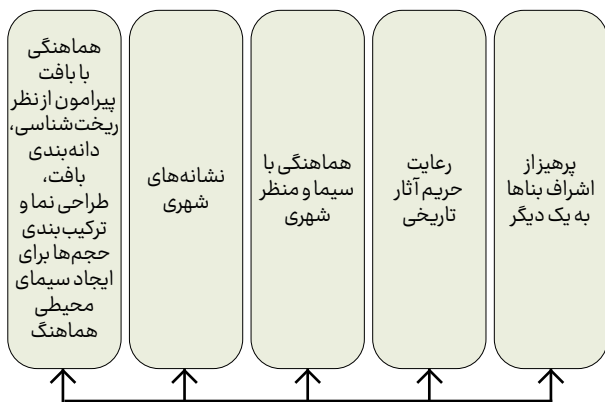 پرهیز از
اشراف بناها
به یک دیگر
رعایت
حریم آثار
تاریخی
هماهنگی با
سیما و منظر
شهری
نشانه‌های
شهری
هماهنگی
با بافت
پیرامون از نظر
ریخت‌شناسی،
دانه‌بندی
بافت،
طراحی نما و
ترکیب‌بندی
حجم‌ها برای
ایجاد سیمای
محیطی
هماهنگ